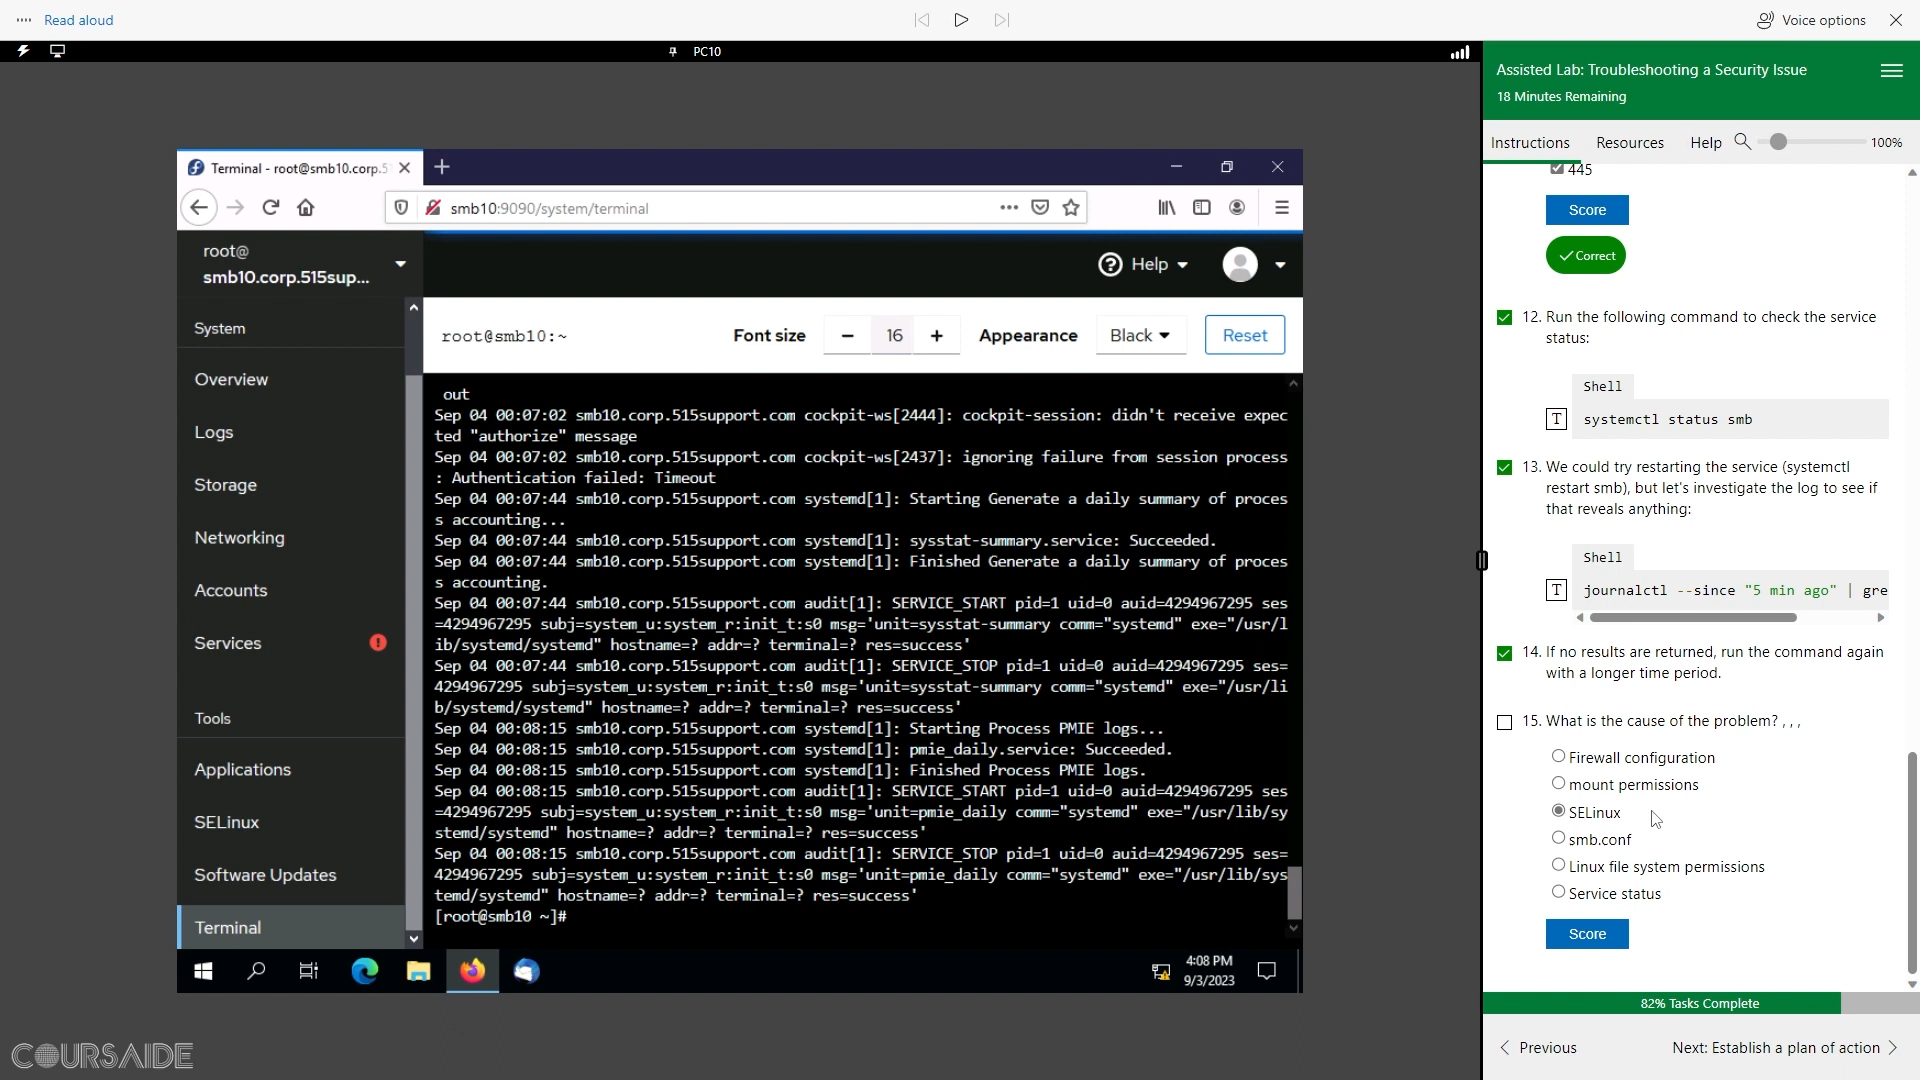 Read aloud
Voice options
PC10
Terminal - root@smb10.corp.5
smb10:9090/system/terminal
root@
smb10.corp.515sup...
Help
System
Overview
Logs
Storage
Networking
Accounts
Services
Tools
Applications
SELinux
Software Updates
Terminal
root@smb10:~
Font size
16
Appearance
Black
Reset
out
Sep 04 00:07:02 smb10.corp.515support.com cockpit-ws[2444]: cockpit-session: didn't receive expec
ted "authorize" message
Sep 04 00:07:02 smb10.corp.515support.com cockpit-ws[2437]: ignoring failure from session process
: Authentication failed: Timeout
Sep 04 00:07:44 smb10.corp.515support.com systemd[1]: Starting Generate a daily summary of proces
s accounting...
Sep 04 00:07:44 smb10.corp.515support.com systemd[1]: sysstat-summary.service: Succeeded.
Sep 04 00:07:44 smb10.corp.515support.com systemd[1]: Finished Generate a daily summary of proces
s accounting.
Sep 04 00:07:44 smb10.corp.515support.com audit[1]: SERVICE_START pid=1 uid=0 auid=4294967295 ses
=4294967295 subj=system_u:system_r:init_t:s0 msg='unit=sysstat-summary comm="systemd" exe="/usr/l
ib/systemd/systemd" hostname=? addr=? terminal=? res=success'
Sep 04 00:07:44 smb10.corp.515support.com audit[1]: SERVICE_STOP pid=1 uid=0 auid=4294967295 ses=
4294967295 subj=system_u:system_r:init_t:s0 msg='unit=sysstat-summary comm="systemd" exe="/usr/li
b/systemd/systemd" hostname=? addr=? terminal=? res=success'
Sep 04 00:08:15 smb10.corp.515support.com systemd[1]: Starting Process PMIE logs...
Sep 04 00:08:15 smb10.corp.515support.com systemd[1]: pmie_daily.service: Succeeded.
Sep 04 00:08:15 smb10.corp.515support.com systemd[1]: Finished Process PMIE logs.
Sep 04 00:08:15 smb10.corp.515support.com audit[1]: SERVICE_START pid=1 uid=0 auid=4294967295 ses
=4294967295 subj=system_u:system_r:init_t:s0 msg='unit=pmie_daily comm="systemd" exe="/usr/lib/sy
stemd/systemd" hostname=? addr=? terminal=? res=success'
Sep 04 00:08:15 smb10.corp.515support.com audit[1]: SERVICE_STOP pid=1 uid=0 auid=4294967295 ses=
4294967295 subj=system_u:system_r:init_t:s0 msg='unit=pmie_daily comm="systemd" exe="/usr/lib/sys
temd/systemd" hostname=? addr=? terminal=? res=success'
[root@smb10 ~]#
4:08 PM
9/3/2023
COURSAIDE
Assisted Lab: Troubleshooting a Security Issue
18 Minutes Remaining
Instructions
Resources
Help
100%
445
Score
Correct
12. Run the following command to check the service
status:
Shell
T
systemctl status smb
13. We could try restarting the service (systemctl
restart smb), but let's investigate the log to see if
that reveals anything:
Shell
T
journalctl --since "5 min ago" | gre
14. If no results are returned, run the command again
with a longer time period.
15. What is the cause of the problem? , , ,
Firewall configuration
mount permissions
SELinux
smb.conf
Linux file system permissions
Service status
Score
82% Tasks Complete
Previous
Next: Establish a plan of action